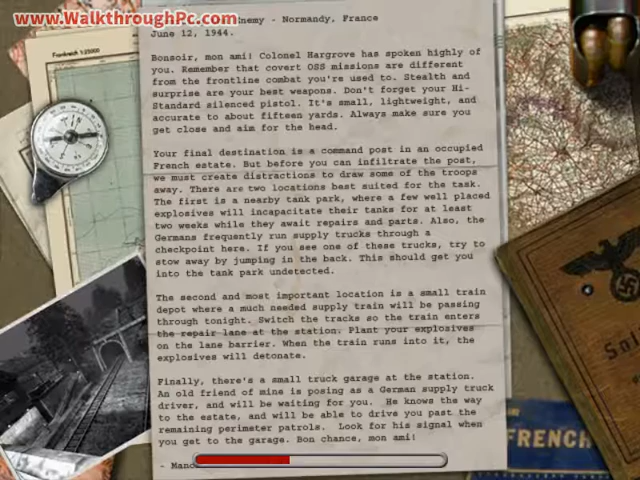 www.WalkthroughPc.com
nemy - Normandy, France
June 12, 1944.
Bonsoir, mon ami! Colonel Hargrove has spoken highly of
you. Remember that covert OSS missions are different
from the frontline combat you're used to. Stealth and
surprise are your best weapons. Don't forget your Hi-
Standard silenced pistol. It's small, lightweight, and
accurate to about fifteen yards. Always make sure you
get close and aim for the head.
Your final destination is a command post in an occupied
French estate. But before you can infiltrate the post,
we must create distractions to draw some of the troops
away. There are two locations best suited for the task.
The first is a nearby tank park, where a few well placed
explosives will incapacitate their tanks for at least
two weeks while they await repairs and parts. Also, the
Germans frequently run supply trucks through a
checkpoint here. If you see one of these trucks, try to
stow away by jumping in the back. This should get you
into the tank park undetected.
The second and most important location is a small train
depot where a much needed supply train will be passing
through tonight. Switch the tracks so the train enters
the repair lane at the station. Plant your explosives
on the lane barrier. When the train runs into it, the
explosives will detonate.
Finally, there's a small truck garage at the station.
An old friend of mine is posing as a German supply truck
driver, and will be waiting for you. He knows the way
to the estate, and will be able to drive you past the
remaining perimeter patrols. Look for his signal when
you get to the garage. Bon chance, mon ami!
- Mano
Frankreich 1:25000
Sol
FRENCH